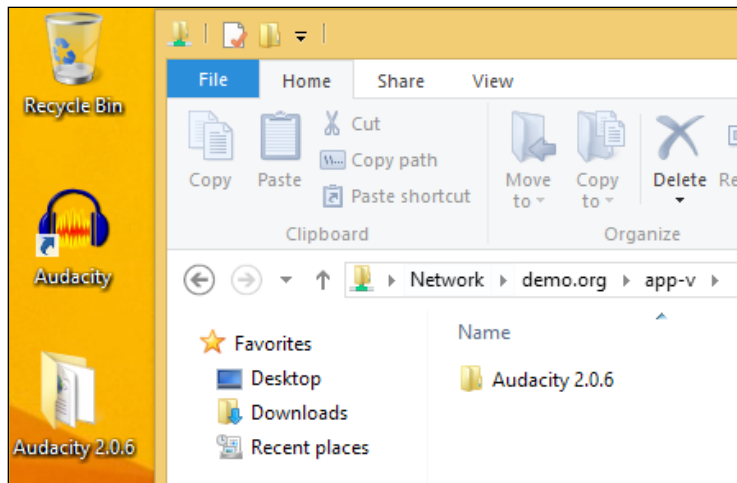 Recycle Bin
Audacity
Audacity 2.0.6
File Home Share View
Copy
Paste
Cut
W... Copy path
Paste shortcut
Clipboard
Move to
Copy to
Delete
Re
Organize
Network demo.org app-v
Favorites
Desktop
Downloads
Recent places
Name
Audacity 2.0.6